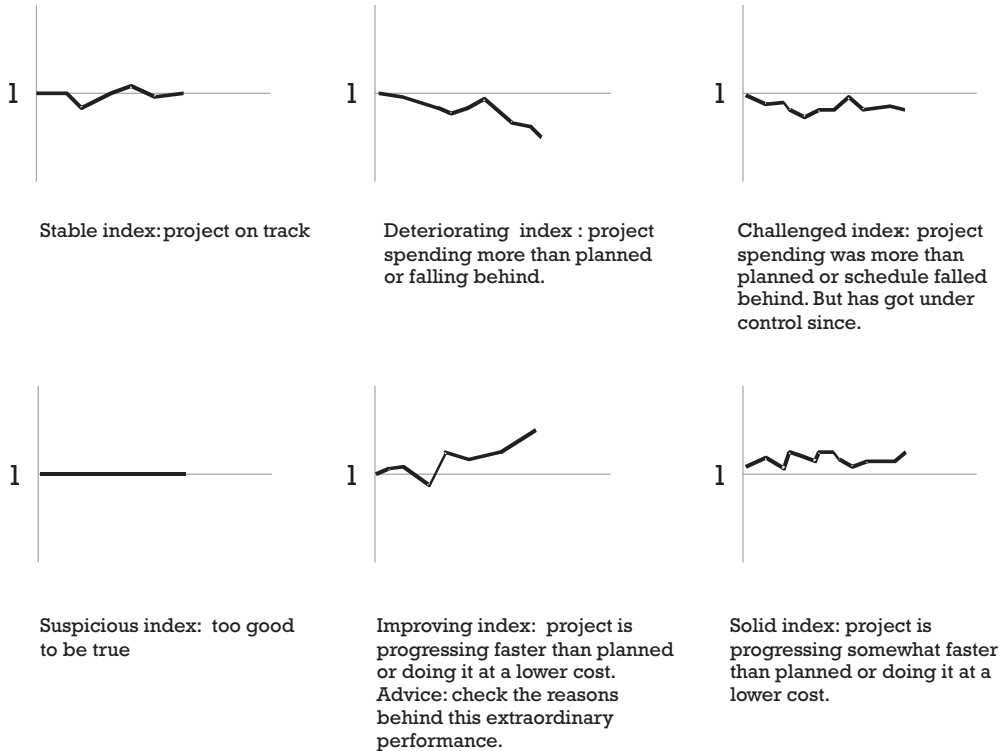 1
Stable index: project on track
1
Deteriorating index : project
spending more than planned
or falling behind.
1
Challenged index: project
spending was more than
planned or schedule falled
behind. But has got under
control since.
1
Suspicious index: too good
to be true
1
Improving index: project is
progressing faster than planned
or doing it at a lower cost.
Advice: check the reasons
behind this extraordinary
performance.
1
Solid index: project is
progressing somewhat faster
than planned or doing it at a
lower cost.